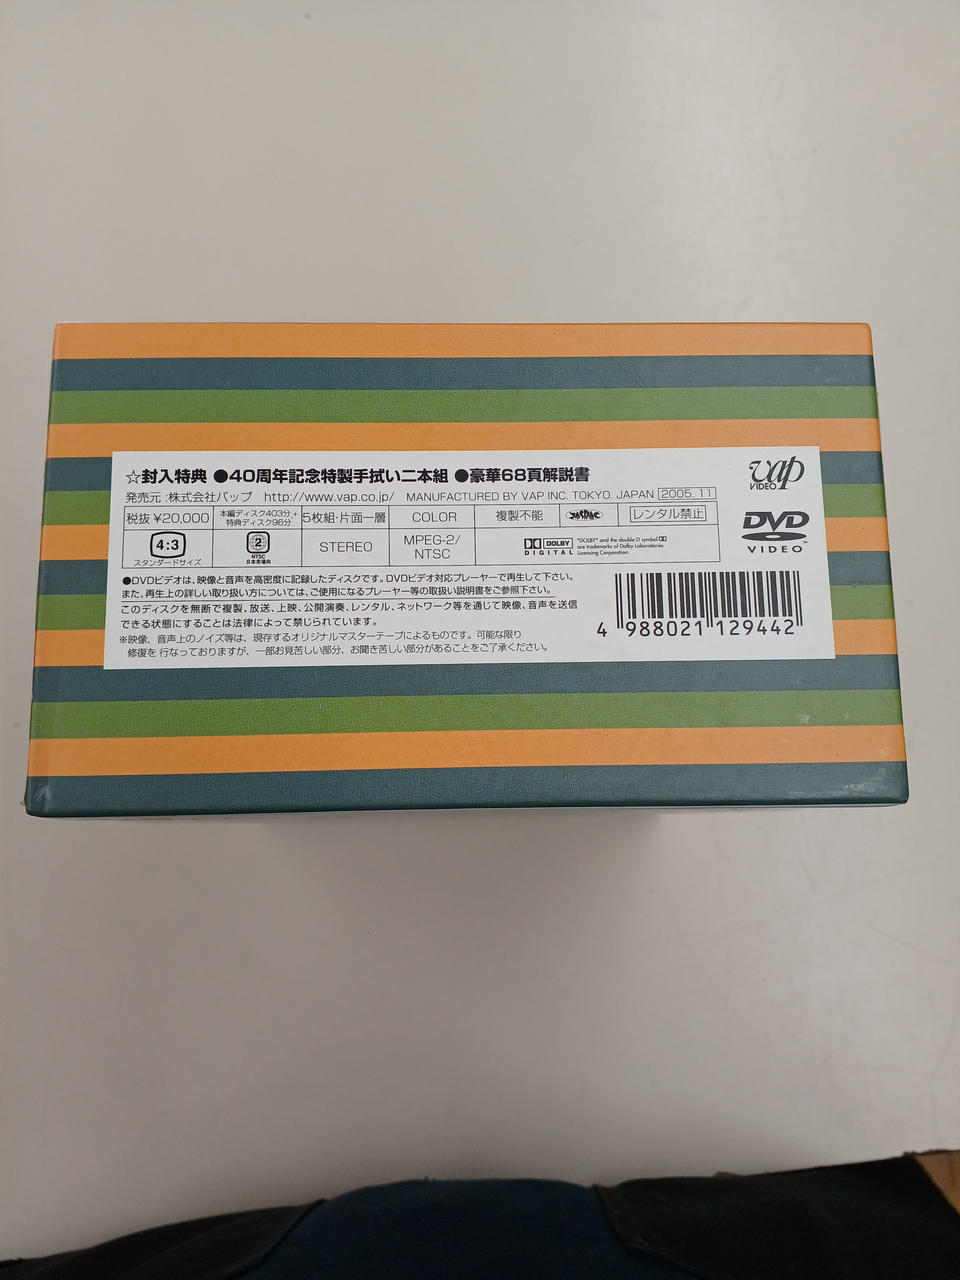 ☆封入特典 ●40周年記念特製手拭い二本組 ●豪華68頁解説書
発売元:株式会社バップ http://www.vap.co.jp/ MANUFACTURED BY VAP INC. TOKYO. JAPAN 2005.11
vap
VIDEO
税抜 ¥20,000
本編ディスク403分+
特典ディスク96分
5枚組・片面一層
COLOR
複製不能
JASRAC
レンタル禁止
4:3
スタンダードサイズ
2
NTSC
日本市場向
STEREO
MPEG-2/
NTSC
DOLBY
DIGITAL
"DOLBY" and the double-D symbol
are trademarks of Dolby Laboratories
Licensing Corporation.
DVD
VIDEO™
●DVDビデオは、映像と音声を高密度に記録したディスクです。DVDビデオ対応プレーヤーで再生して下さい。
また、再生上の詳しい取り扱い方については、ご使用になるプレーヤー等の取扱い説明書をご参照下さい。
このディスクを無断で複製、放送、上映、公開演奏、レンタル、ネットワーク等を通じて映像、音声を送信
できる状態にすることは法律によって禁じられています。
※映像、音声上のノイズ等は、現存するオリジナルマスターテープによるものです。可能な限り
修復を行なっておりますが、一部お見苦しい部分、お聞き苦しい部分があることをご了承ください。
4 988021 129442